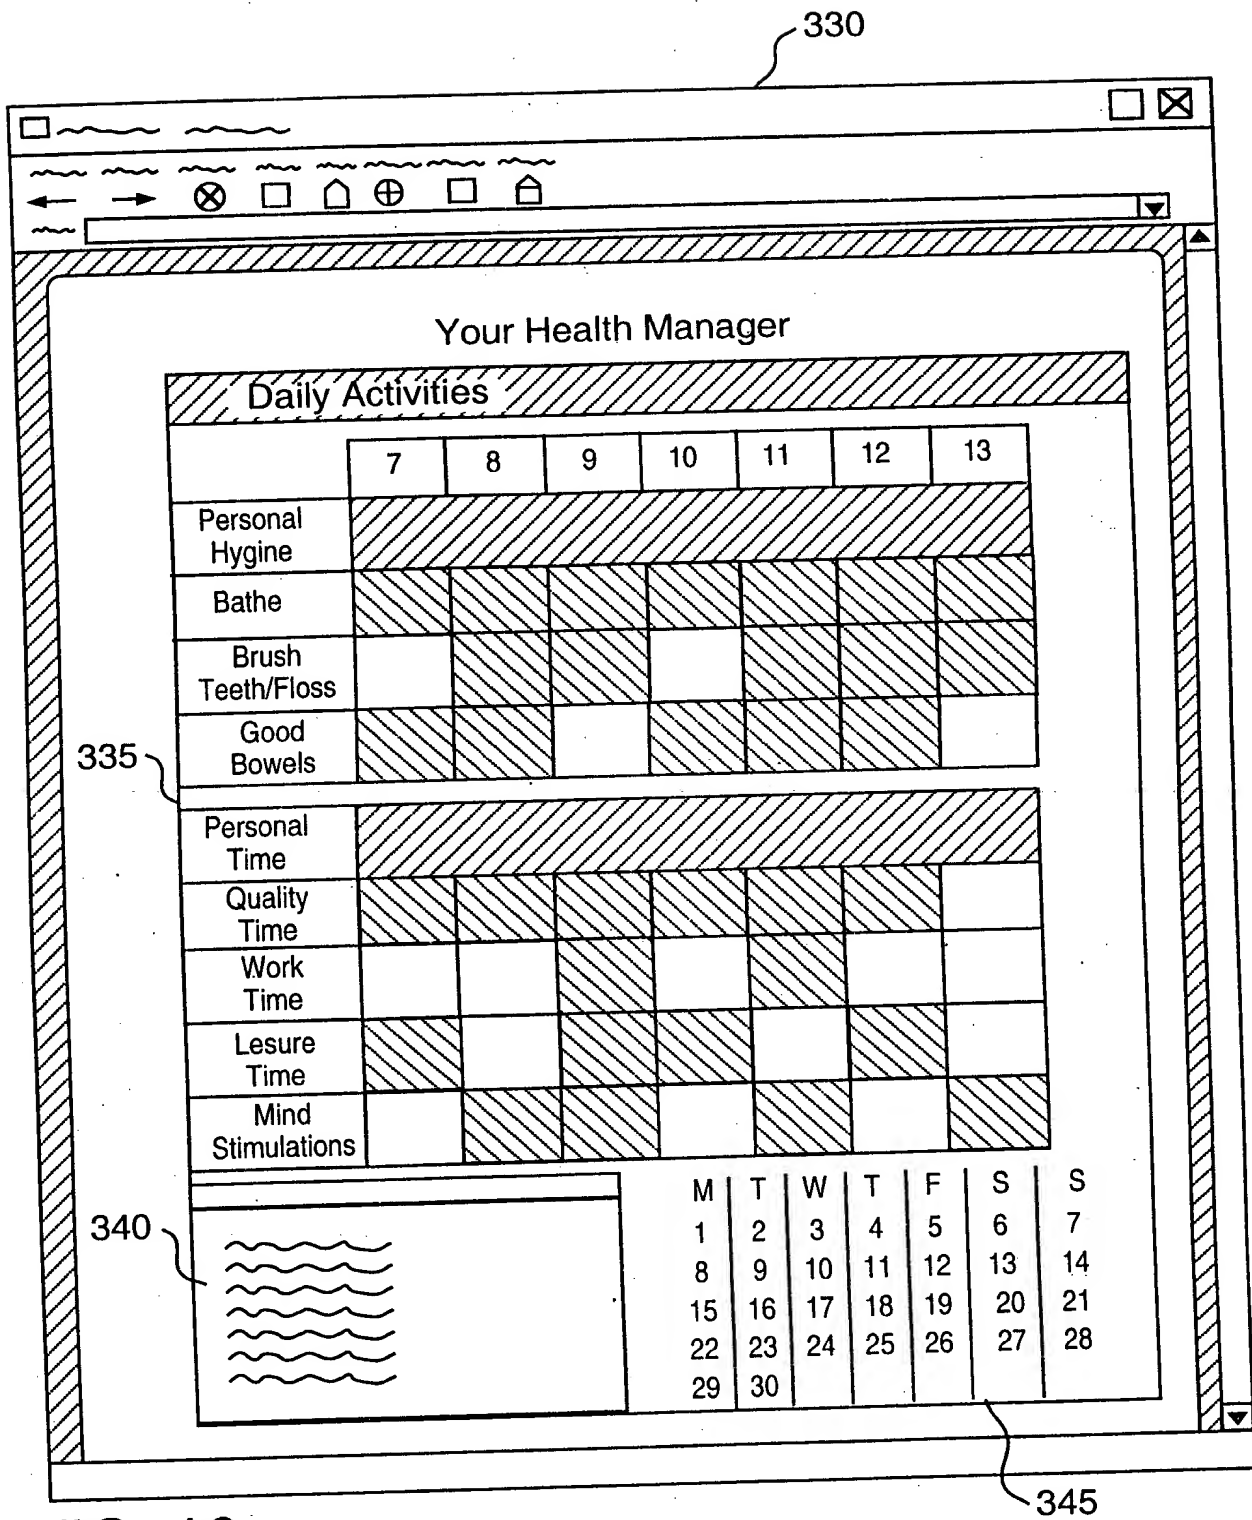 330
Your Health Manager
Daily Activities
7 8 9 10 11 12 13
Personal
Hygine
Bathe
Brush
Teeth/Floss
Good
Bowels
335
Personal
Time
Quality
Time
Work
Time
Lesure
Time
Mind
Stimulations
340
M T W T F S S
1 2 3 4 5 6 7
8 9 10 11 12 13 14
15 16 17 18 19 20 21
22 23 24 25 26 27 28
29 30
345